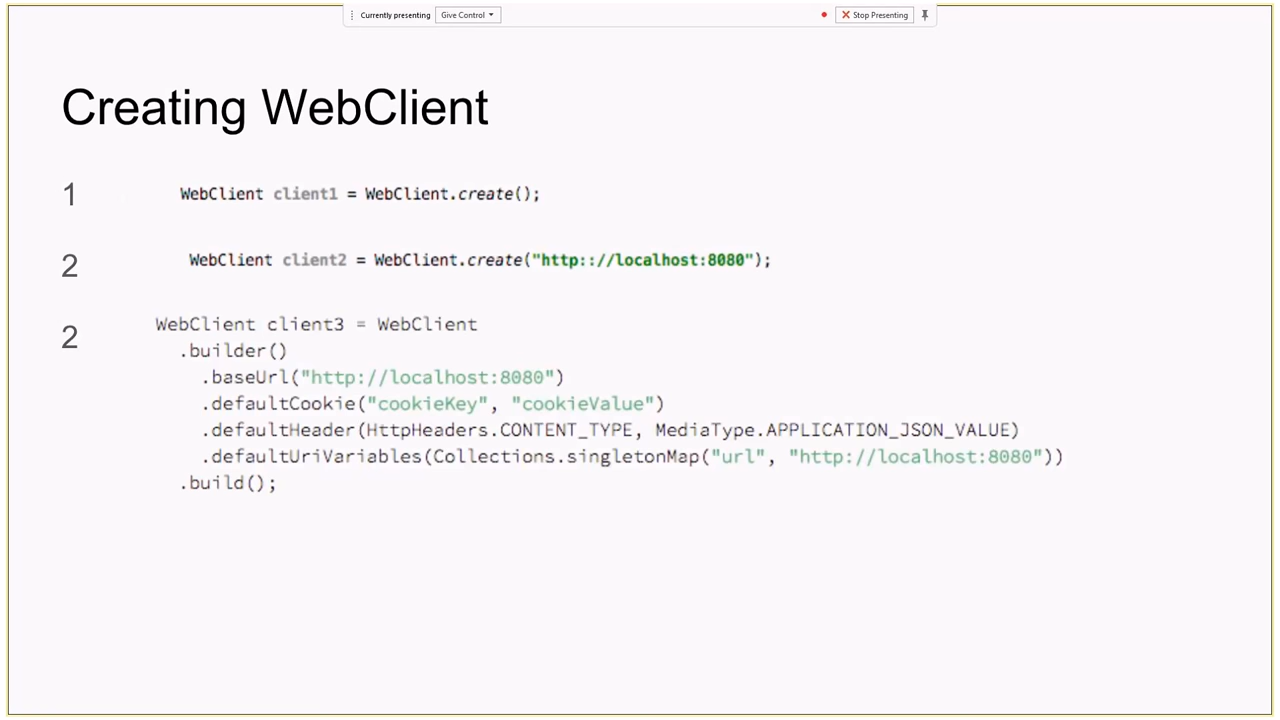 Currently presenting Give Control Stop Presenting
Creating WebClient
1 WebClient client1 = WebClient.create();
2 WebClient client2 = WebClient.create("http:://localhost:8080");
2 WebClient client3 = WebClient
.builder()
.baseUrl("http://localhost:8080")
.defaultCookie("cookieKey", "cookieValue")
.defaultHeader(HttpHeaders.CONTENT_TYPE, MediaType.APPLICATION_JSON_VALUE)
.defaultUriVariables(Collections.singletonMap("url", "http://localhost:8080"))
.build();